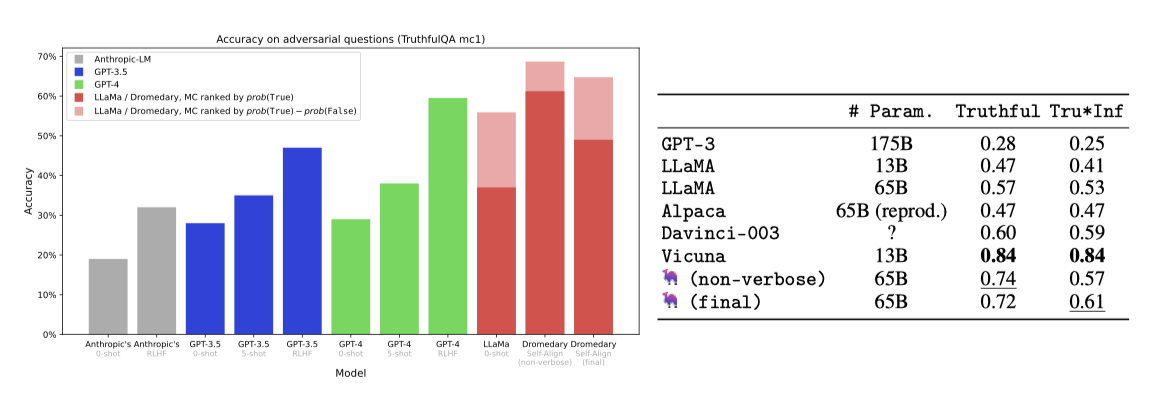 Accuracy on adversarial questions (TruthfulQA mc1)
70%
60%
50%
40%
30%
20%
10%
0%
Accuracy
Anthropic-LM
GPT-3.5
GPT-4
LLaMa / Dromedary, MC ranked by prob(True)
LLaMa / Dromedary, MC ranked by prob(True) − prob(False)
Anthropic's Anthropic's GPT-3.5 GPT-3.5 GPT-3.5 GPT-4 GPT-4 GPT-4 LLaMa Dromedary Dromedary
0-shot RLHF 0-shot 5-shot RLHF 0-shot 5-shot RLHF 0-shot Self-Align Self-Align
(non-verbose) (final)
Model
# Param. Truthful Tru*Inf
GPT-3 175B 0.28 0.25
LLaMA 13B 0.47 0.41
LLaMA 65B 0.57 0.53
Alpaca 65B (reprod.) 0.47 0.47
Davinci-003 ? 0.60 0.59
Vicuna 13B 0.84 0.84
(non-verbose) 65B 0.74 0.57
(final) 65B 0.72 0.61